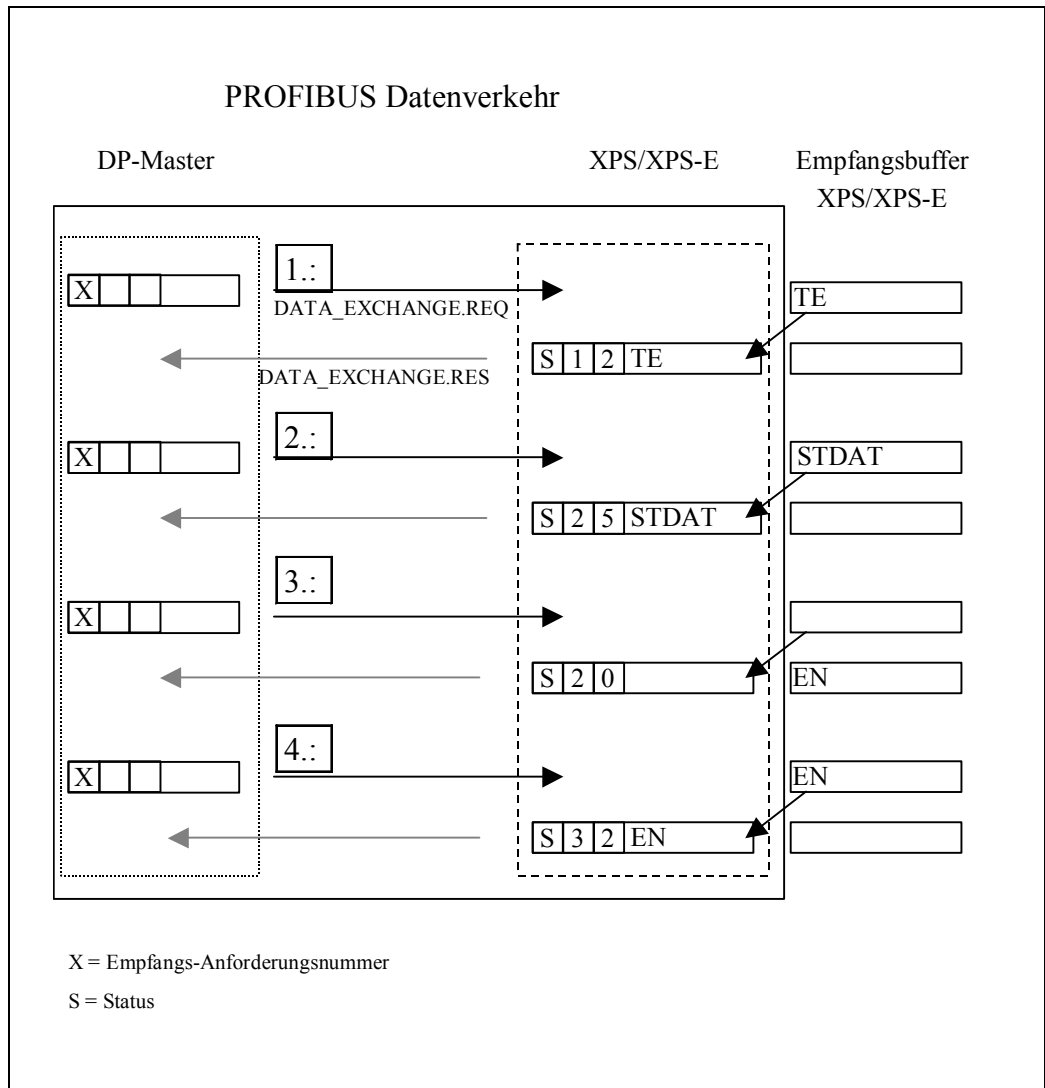 PROFIBUS Datenverkehr
DP-Master XPS/XPS-E Empfangsbuffer
XPS/XPS-E
1.:
X TE
DATA_EXCHANGE.REQ
S 1 2 TE
DATA_EXCHANGE.RES
2.:
X STDAT
S 2 5 STDAT
3.:
X
S 2 0 EN
4.:
X EN
S 3 2 EN
X = Empfangs-Anforderungsnummer
S = Status